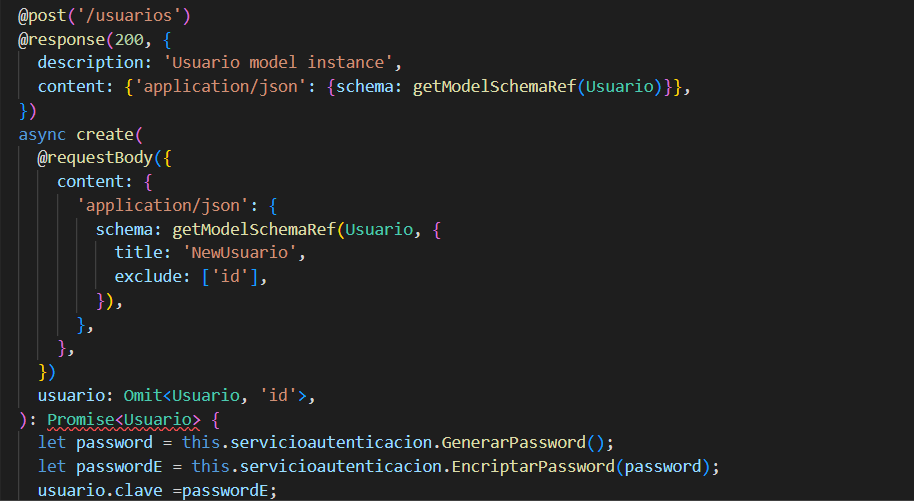 @post('/usuarios')
@response(200, {
  description: 'Usuario model instance',
  content: {'application/json': {schema: getModelSchemaRef(Usuario)}},
})
async create(
  @requestBody({
    content: {
      'application/json': {
        schema: getModelSchemaRef(Usuario, {
          title: 'NewUsuario',
          exclude: ['id'],
        }),
      },
    },
  })
  usuario: Omit<Usuario, 'id'>,
): Promise<Usuario> {
  let password = this.servicioautenticacion.GenerarPassword();
  let passwordE = this.servicioautenticacion.EncriptarPassword(password);
  usuario.clave =passwordE;